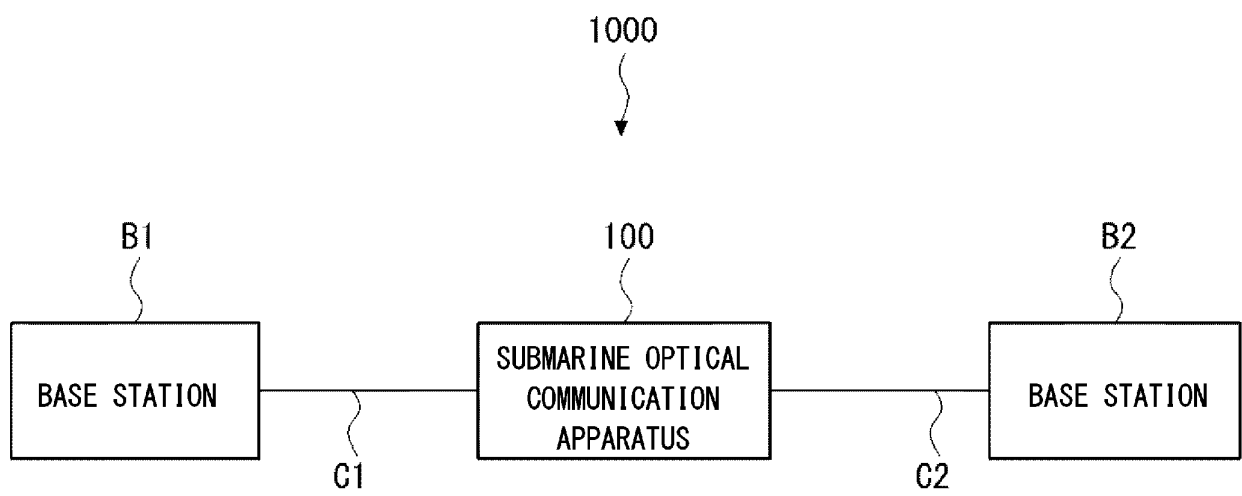 1000
B1
100
B2
BASE STATION
SUBMARINE OPTICAL
COMMUNICATION
APPARATUS
BASE STATION
C1
C2